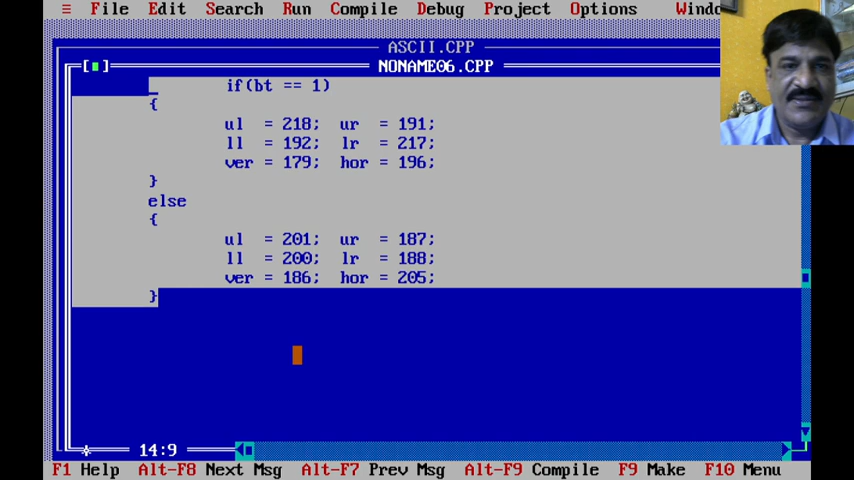 ≡ File Edit Search Run Compile Debug Project Options Windo
ASCII.CPP
[■] NONAME06.CPP
if(bt == 1)
{
ul = 218; ur = 191;
ll = 192; lr = 217;
ver = 179; hor = 196;
}
else
{
ul = 201; ur = 187;
ll = 200; lr = 188;
ver = 186; hor = 205;
}
14:9
F1 Help Alt-F8 Next Msg Alt-F7 Prev Msg Alt-F9 Compile F9 Make F10 Menu